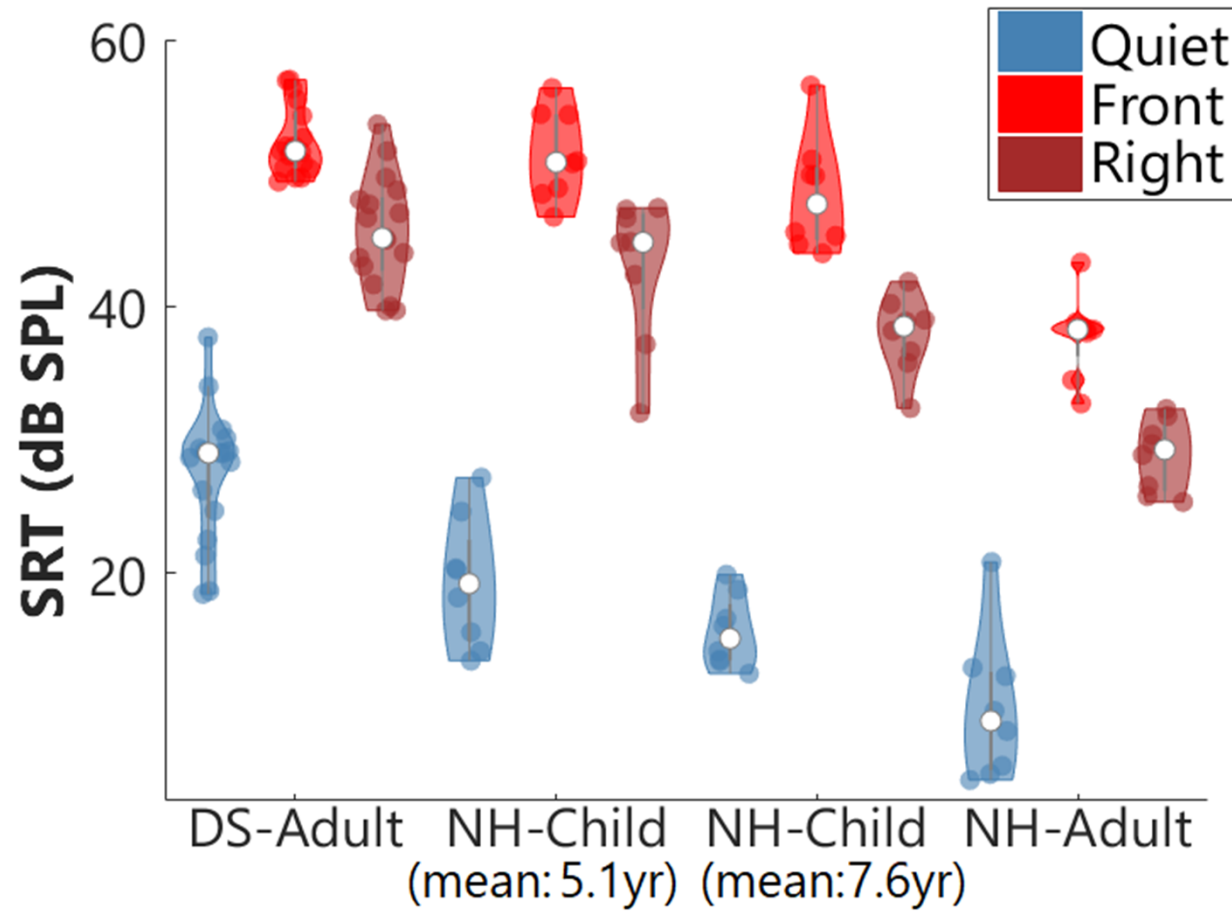 60
40
20
SRT (dB SPL)
Quiet
Front
Right
DS-Adult NH-Child NH-Child NH-Adult
(mean: 5.1yr) (mean:7.6yr)